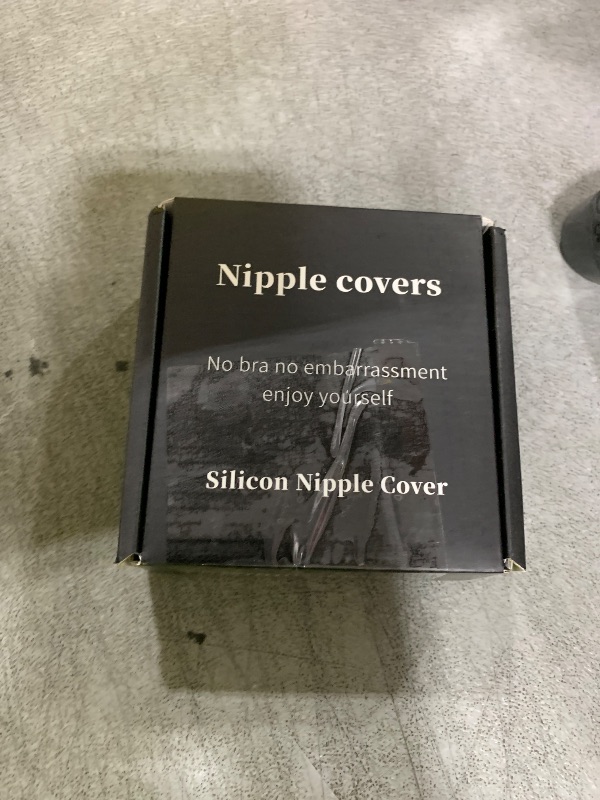 Nipple covers
No bra no embarrassment
enjoy yourself
Silicon Nipple Cover